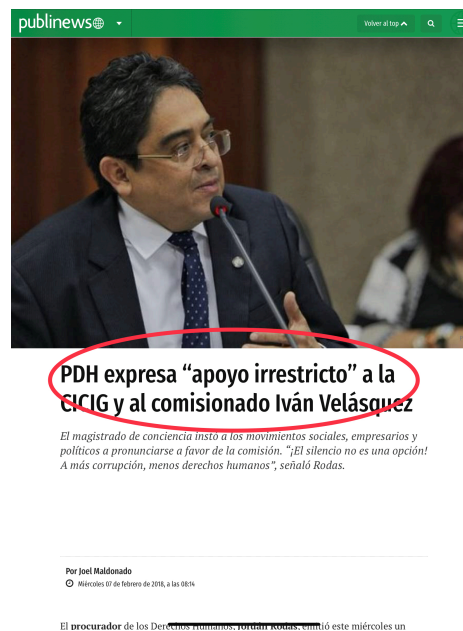 publinews
Volver al top
PDH expresa “apoyo irrestricto” a la
CICIG y al comisionado Iván Velásquez
El magistrado de conciencia instó a los movimientos sociales, empresarios y
políticos a pronunciarse a favor de la comisión. “¡El silencio no es una opción!
A más corrupción, menos derechos humanos”, señaló Rodas.
Por Joel Maldonado
Miércoles 07 de febrero de 2018, a las 08:14
El procurador de los Derechos Humanos, Jordán Rodas, emitió este miércoles un